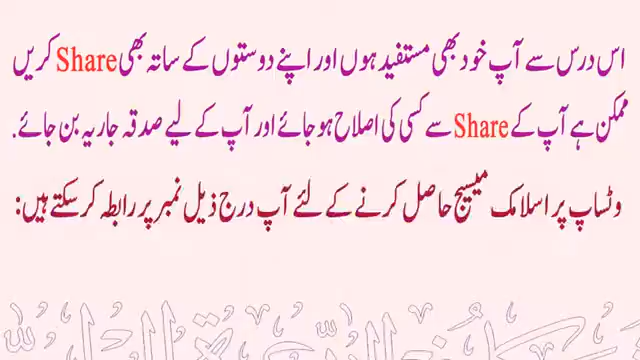 اس درس سے آپ خود بھی مستفید ہوں اور اپنے دوستوں کے ساتھ بھی Share کریں
ممکن ہے آپ کے Share سے کسی کی اصلاح ہو جائے اور آپ کے لیے صدقہ جاریہ بن جائے.
وٹساپ پر اسلامک میسیج حاصل کرنے کے لئے آپ درج ذیل نمبر پر رابطہ کر سکتے ہیں: